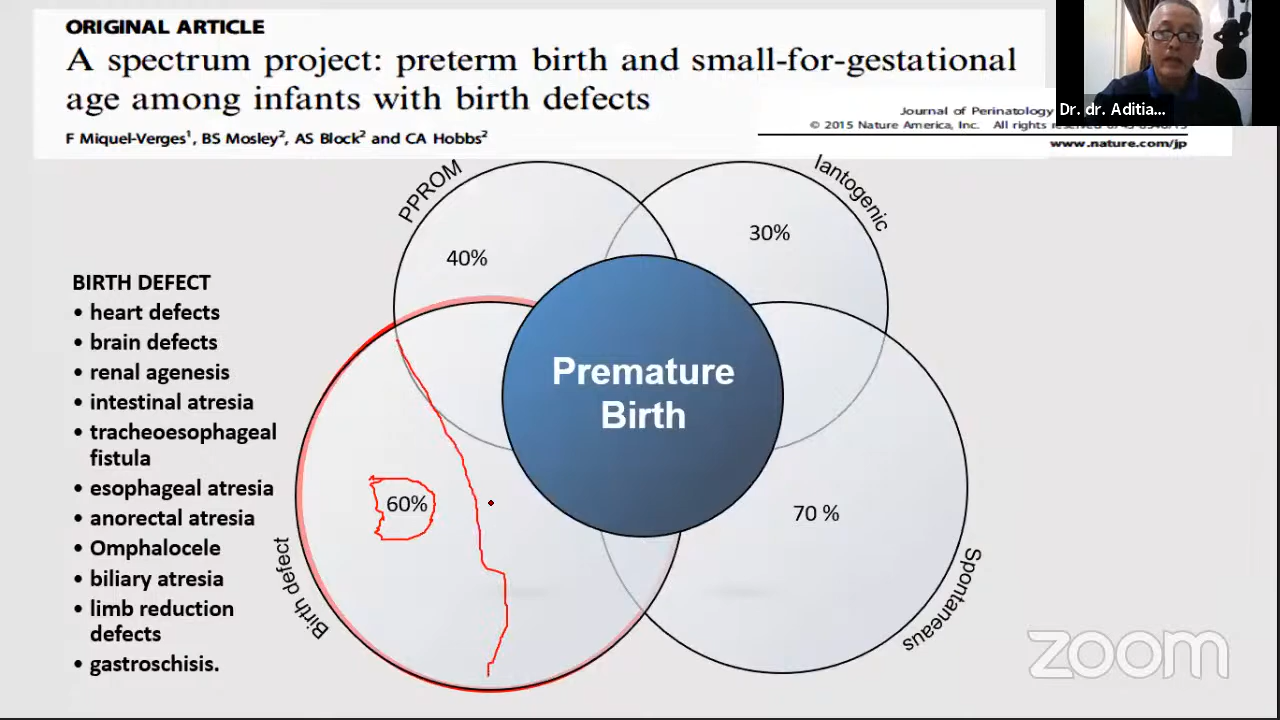 ORIGINAL ARTICLE
A spectrum project: preterm birth and small-for-gestational
age among infants with birth defects
F Miquel-Verges¹, BS Mosley², AS Block² and CA Hobbs²
Journal of Perinatology
© 2015 Nature America, Inc. All rights
www.nature.com/jp
Dr. dr. Aditia...
PPROM
Iantogenic
40%
30%
BIRTH DEFECT
• heart defects
• brain defects
• renal agenesis
• intestinal atresia
• tracheoesophageal
fistula
• esophageal atresia
• anorectal atresia
• Omphalocele
• biliary atresia
• limb reduction
defects
• gastroschisis.
Premature
Birth
60%
70 %
Birth defect
Spontaneaus
zoom